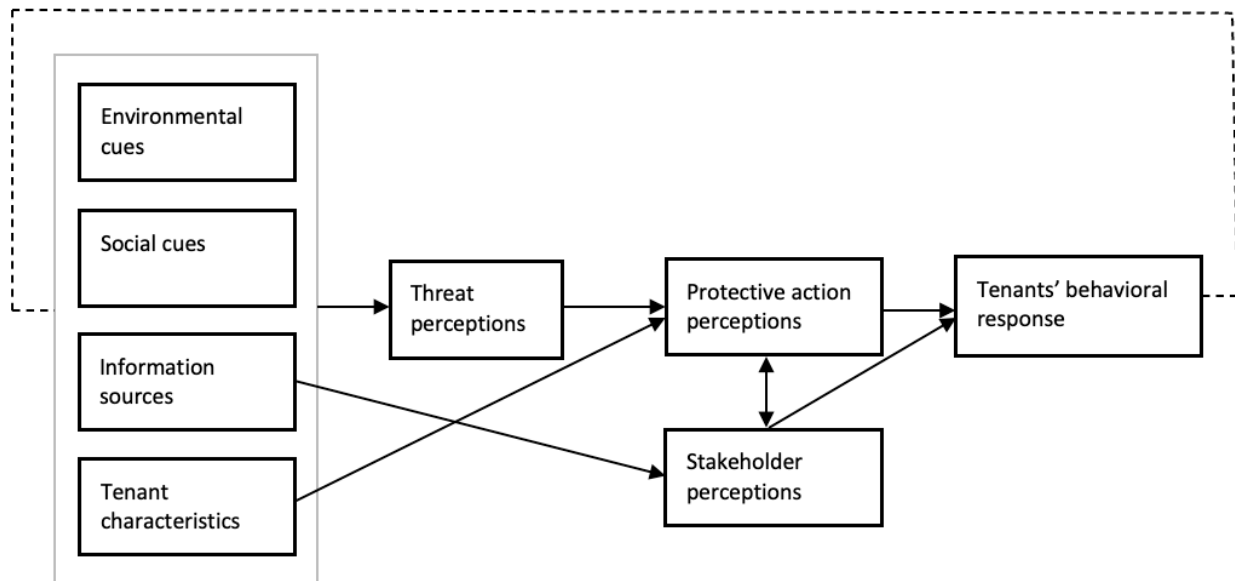 Environmental
cues
Social cues
Information
sources
Tenant
characteristics
Threat
perceptions
Protective action
perceptions
Stakeholder
perceptions
Tenants’ behavioral
response